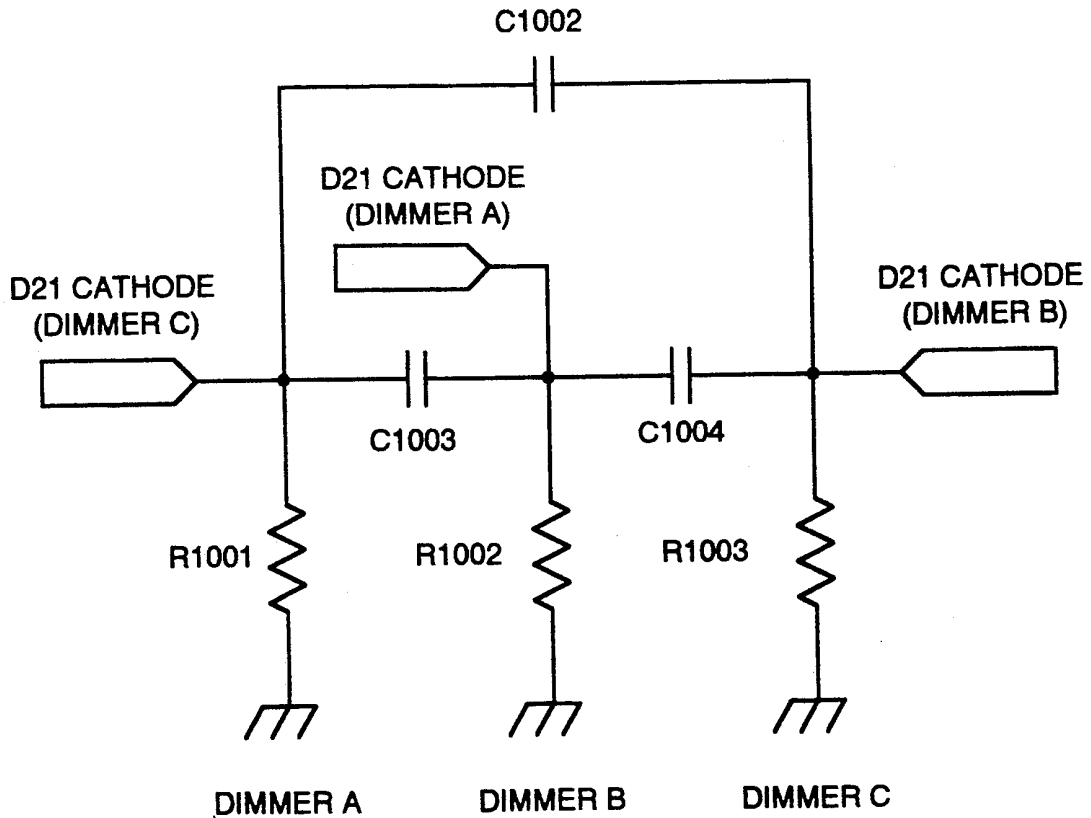 C1002
D21 CATHODE
(DIMMER A)
D21 CATHODE
(DIMMER C)
D21 CATHODE
(DIMMER B)
C1003
C1004
R1001
R1002
R1003
DIMMER A
DIMMER B
DIMMER C